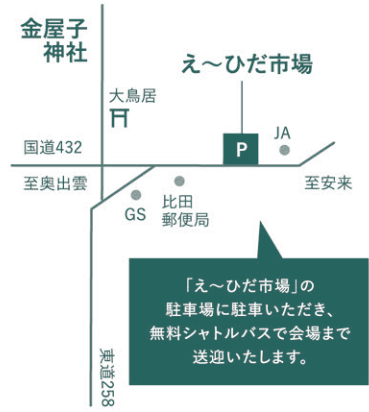 金屋子
神社
え～ひだ市場
大鳥居
JA
P
国道432
至奥出雲
至安来
GS
比田
郵便局
「え～ひだ市場」の
駐車場に駐車いただき、
無料シャトルバスで会場まで
送迎いたします。
東道258